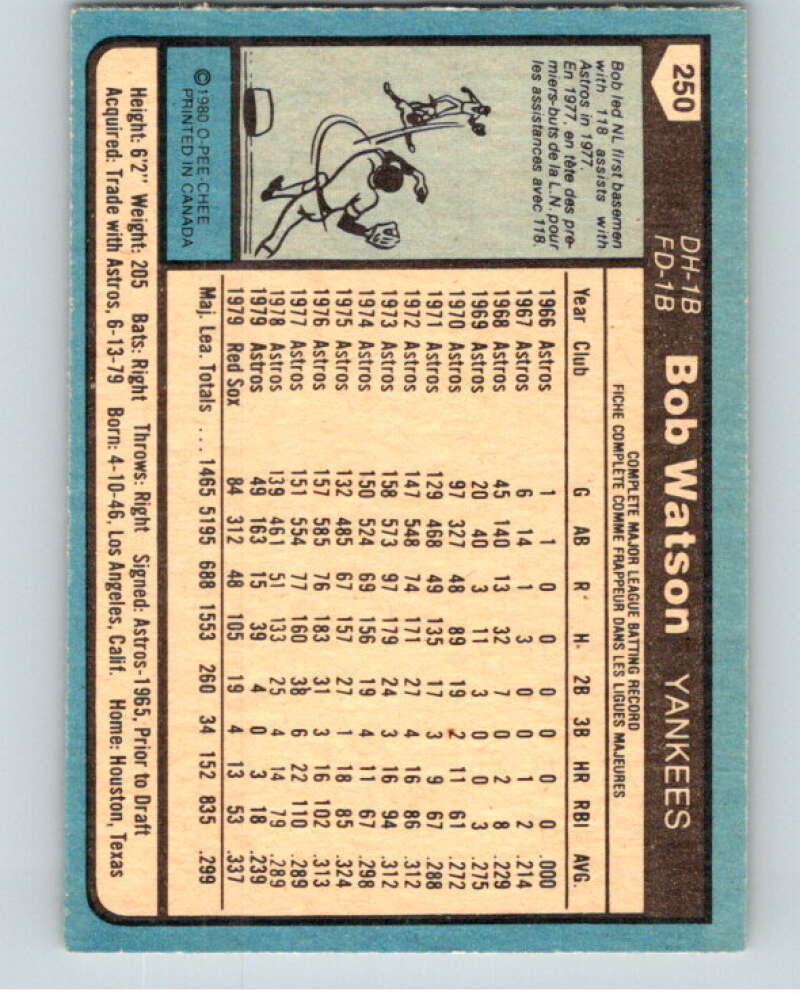 250
DH-1B
FD-1B
Bob Watson YANKEES
Bob led NL first basemen
with 118 assists with
Astros in 1977.
En 1977, en tête des pre-
miers-buts de la L.N. pour
les assistances avec 118.
©1980 O-PEE-CHEE
PRINTED IN CANADA
COMPLETE MAJOR LEAGUE BATTING RECORD
FICHE COMPLÈTE COMME FRAPPEUR DANS LES LIGUES MAJEURES
Year Club G AB R H 2B 3B HR RBI AVG.
1966 Astros 1 1 0 0 0 0 0 0 .000
1967 Astros 6 14 1 3 0 0 1 2 .214
1968 Astros 45 140 13 32 7 0 2 8 .229
1969 Astros 20 40 3 11 3 0 0 3 .275
1970 Astros 97 327 48 89 19 2 11 61 .272
1971 Astros 129 468 49 135 17 3 9 67 .288
1972 Astros 147 548 74 171 27 4 16 86 .312
1973 Astros 158 573 97 179 24 3 16 94 .312
1974 Astros 150 524 69 156 19 4 11 67 .298
1975 Astros 132 485 67 157 27 1 18 85 .324
1976 Astros 157 585 76 183 31 3 16 102 .313
1977 Astros 151 554 77 160 38 6 22 110 .289
1978 Astros 139 461 51 133 25 4 14 79 .289
1979 Astros 49 163 15 39 4 0 3 18 .239
1979 Red Sox 84 312 48 105 19 4 13 53 .337
Maj. Lea. Totals ... 1465 5195 688 1553 260 34 152 835 .299
Height: 6'2" Weight: 205 Bats: Right Throws: Right Signed: Astros-1965, Prior to Draft
Acquired: Trade with Astros, 6-13-79 Born: 4-10-46, Los Angeles, Calif. Home: Houston, Texas